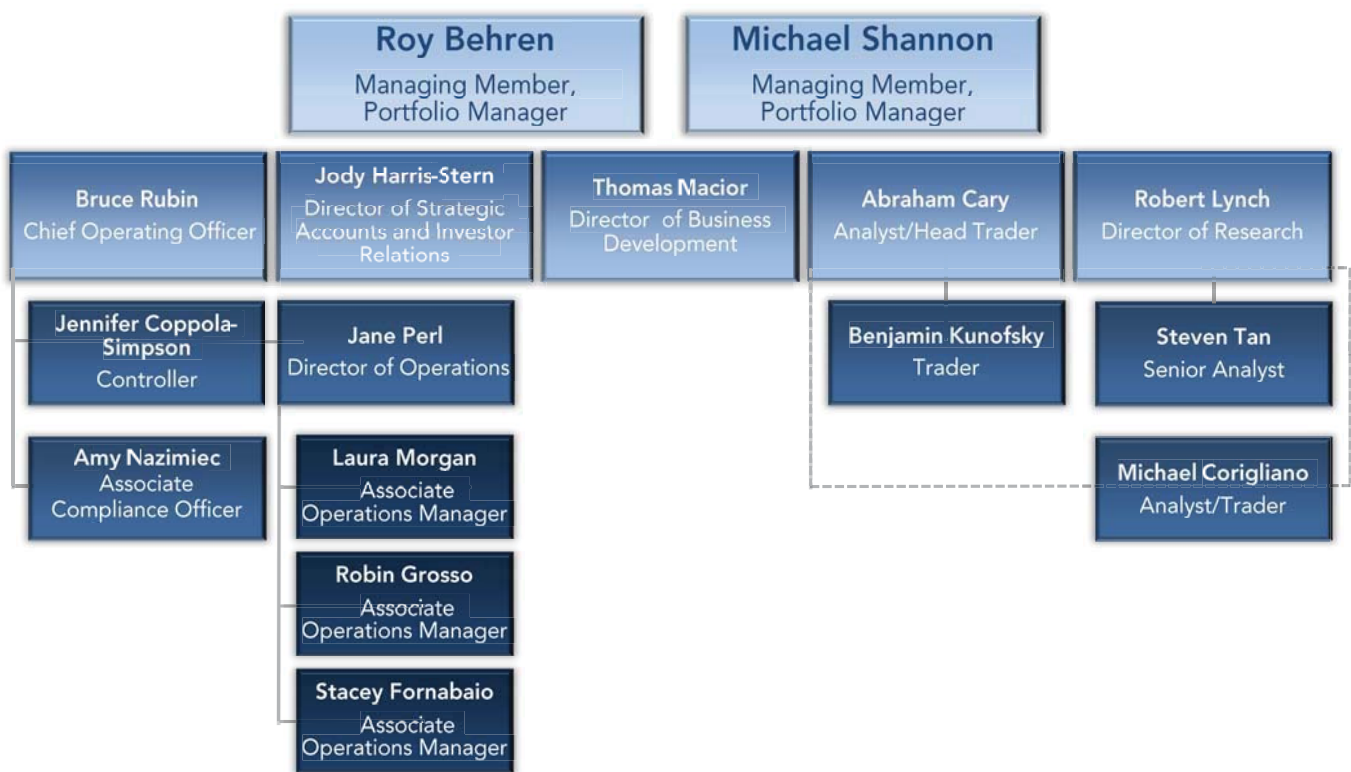 Roy Behren
Managing Member,
Portfolio Manager
Michael Shannon
Managing Member,
Portfolio Manager
Bruce Rubin
Chief Operating Officer
Jody Harris-Stern
Director of Strategic
Accounts and Investor
Relations
Thomas Macior
Director of Business
Development
Abraham Cary
Analyst/Head Trader
Robert Lynch
Director of Research
Jennifer Coppola-
Simpson
Controller
Jane Perl
Director of Operations
Benjamin Kunofsky
Trader
Steven Tan
Senior Analyst
Amy Nazimiec
Associate
Compliance Officer
Laura Morgan
Associate
Operations Manager
Michael Corigliano
Analyst/Trader
Robin Grosso
Associate
Operations Manager
Stacey Fornabaio
Associate
Operations Manager